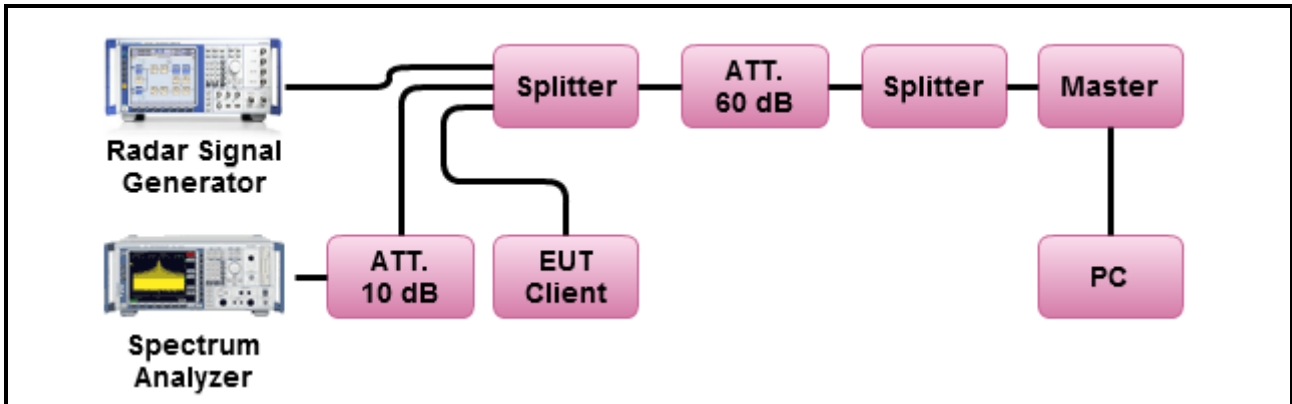 Radar Signal
Generator
Splitter
ATT.
60 dB
Splitter
Master
Spectrum
Analyzer
ATT.
10 dB
EUT
Client
PC